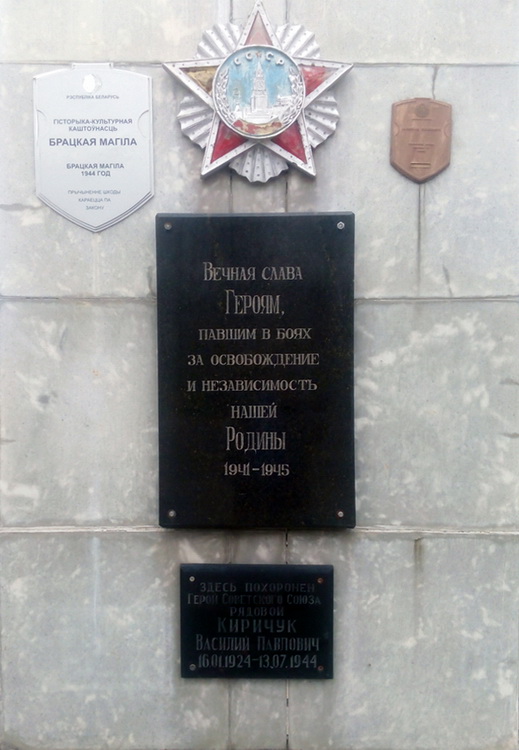 СССР
РЭСПУБЛІКА БЕЛАРУСЬ
ГІСТОРЫКА-КУЛЬТУРНАЯ
КАШТОЎНАСЦЬ
БРАЦКАЯ МАГІЛА
БРАЦКАЯ МАГІЛА
1944 ГОД
ПРЫЧЫНЕННЕ ШКОДЫ
КАРАЕЦЦА ПА
ЗАКОНУ
Вечная слава
Героям,
павшим в боях
за освобождение
и независимость
нашей
Родины
1941-1945
Здесь похоронен
Герой Советского Союза
рядовой
Киричук
Василий Павлович
16.01.1924-13.07.1944